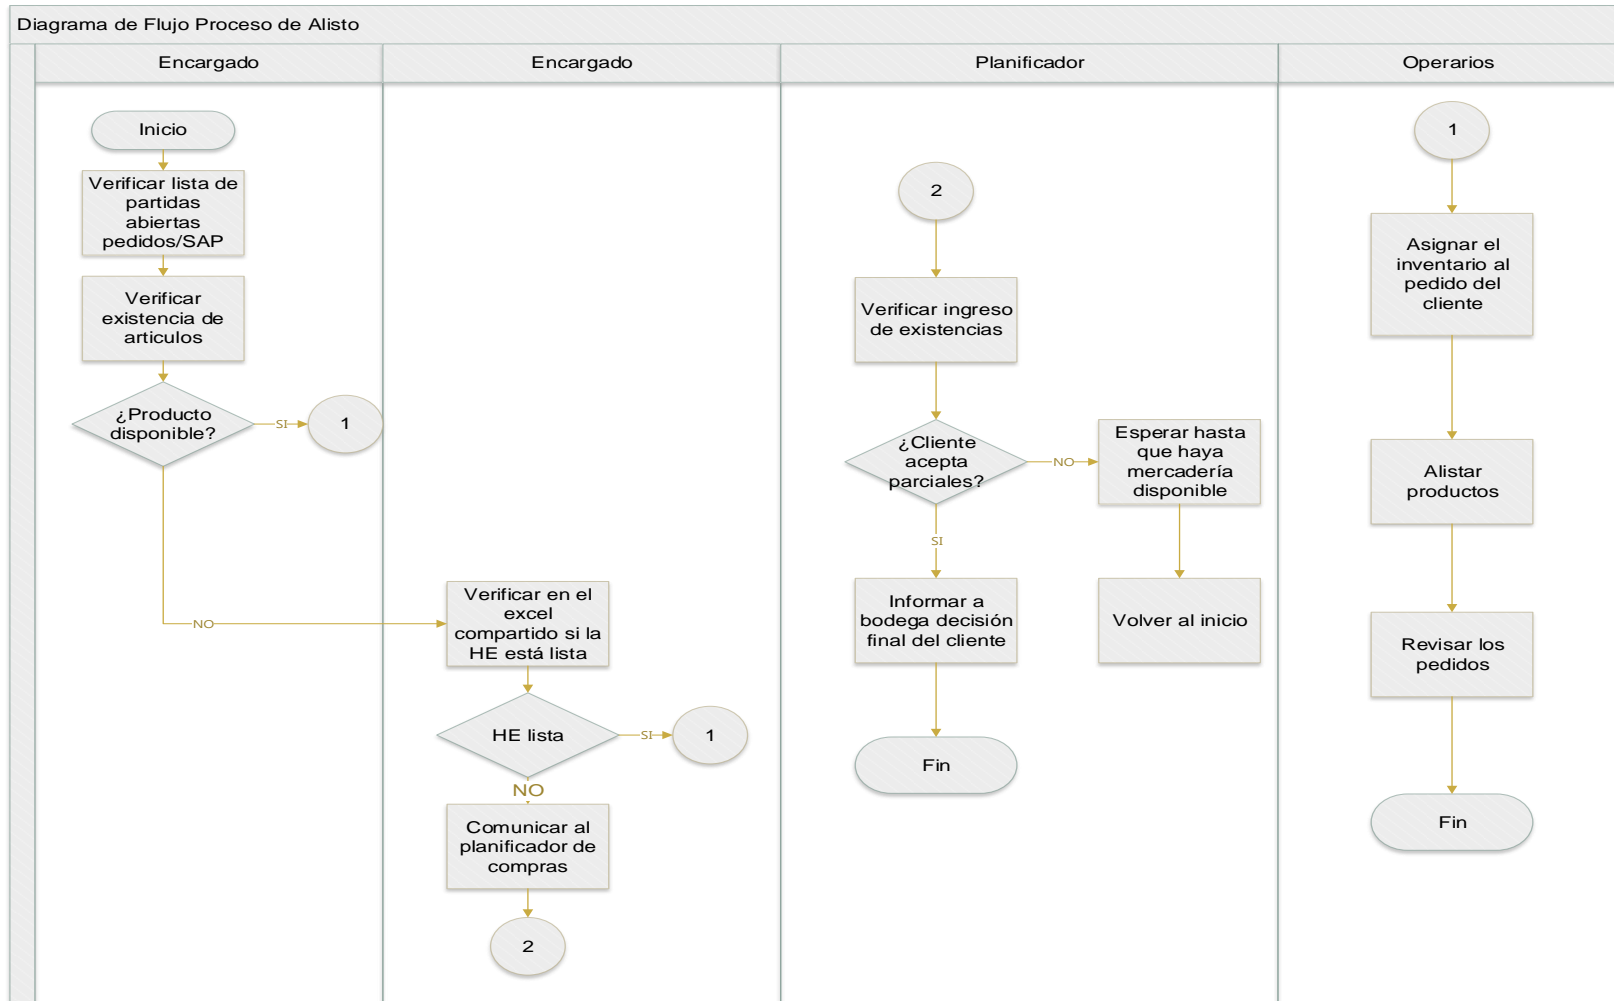 Diagrama de Flujo Proceso de Alisto
Encargado
Encargado
Planificador
Operarios
Inicio
Verificar lista de
partidas
abiertas
pedidos/SAP
Verificar
existencia de
articulos
¿Producto
disponible?
SI
1
NO
Verificar en el
excel
compartido si la
HE está lista
HE lista
SI
1
NO
Comunicar al
planificador de
compras
2
2
Verificar ingreso
de existencias
¿Cliente
acepta
parciales?
NO
Esperar hasta
que haya
mercadería
disponible
Volver al inicio
SI
Informar a
bodega decisión
final del cliente
Fin
1
Asignar el
inventario al
pedido del
cliente
Alistar
productos
Revisar los
pedidos
Fin